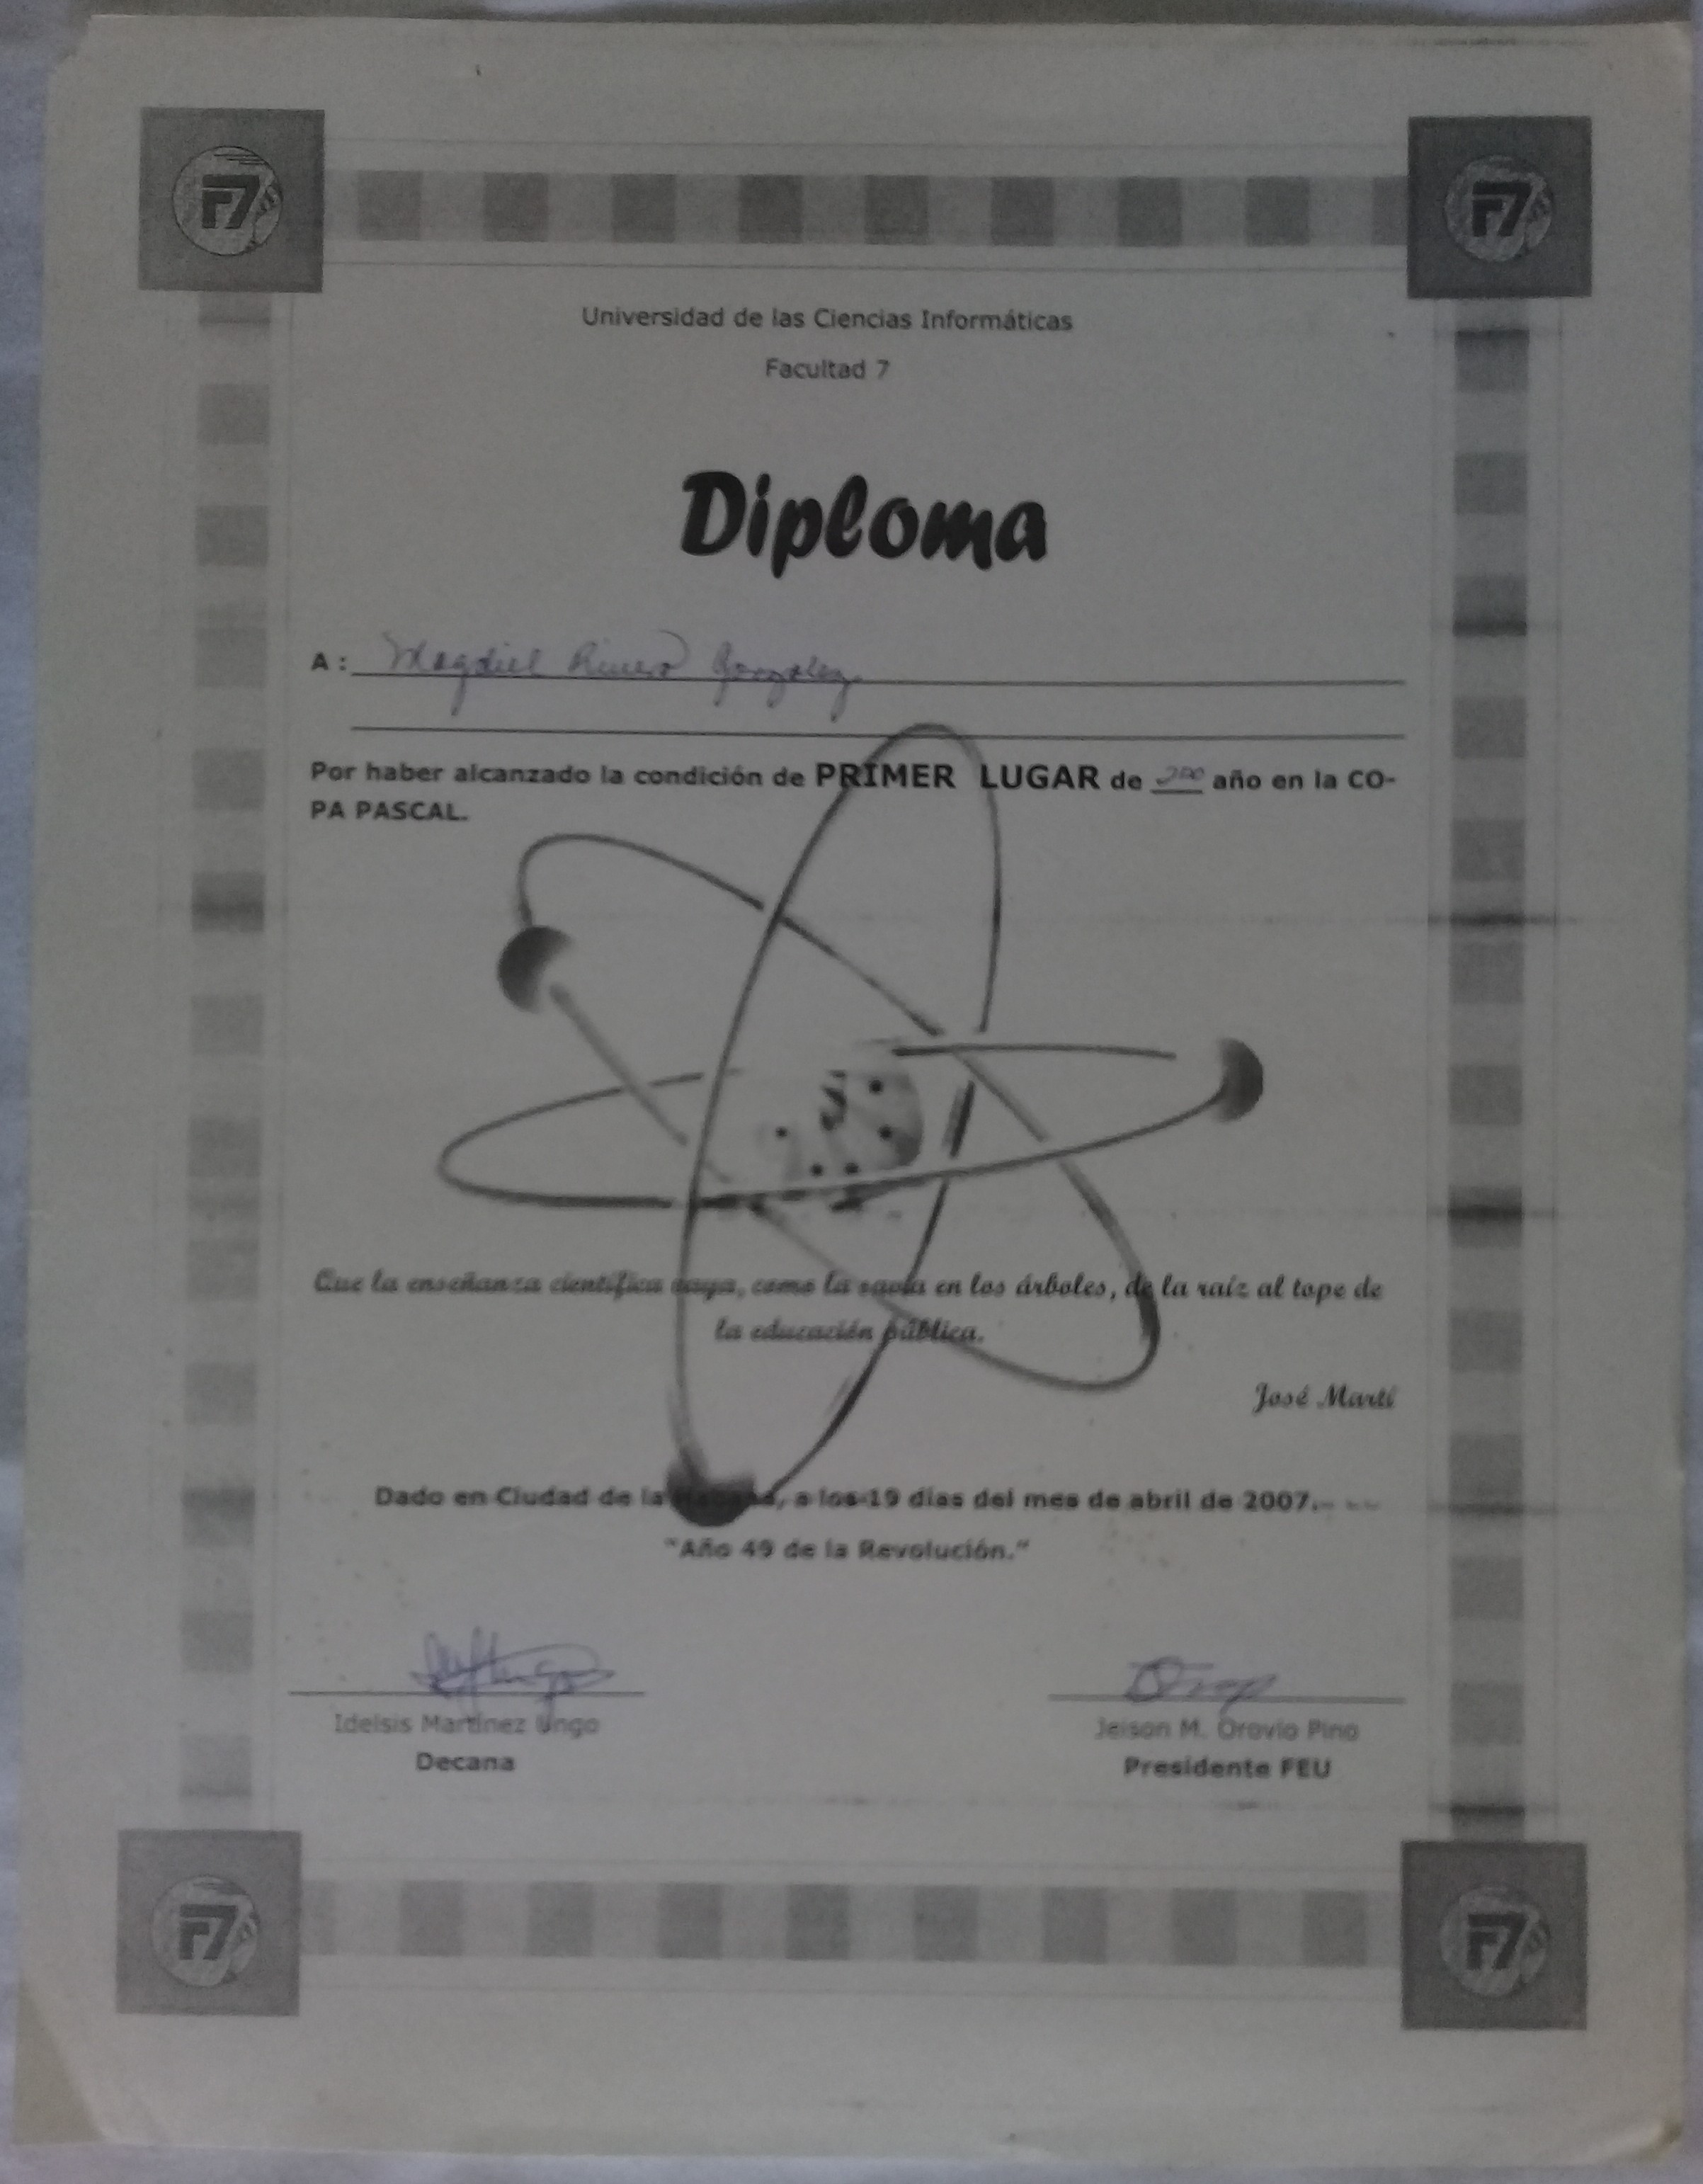 F7
F7
Universidad de las Ciencias Informáticas
Facultad 7
Diploma
A: Magdiel Rivero González
Por haber alcanzado la condición de PRIMER LUGAR de 2do año en la CO-
PA PASCAL.
Que la enseñanza científica vaya, como la savia en los árboles, de la raíz al tope de
la educación pública.
José Martí
Dado en Ciudad de la Habana, a los 19 días del mes de abril de 2007.
"Año 49 de la Revolución."
Idelsis Martínez Ungo
Jeison M. Orovio Pino
Decana
Presidente FEU
F7
F7